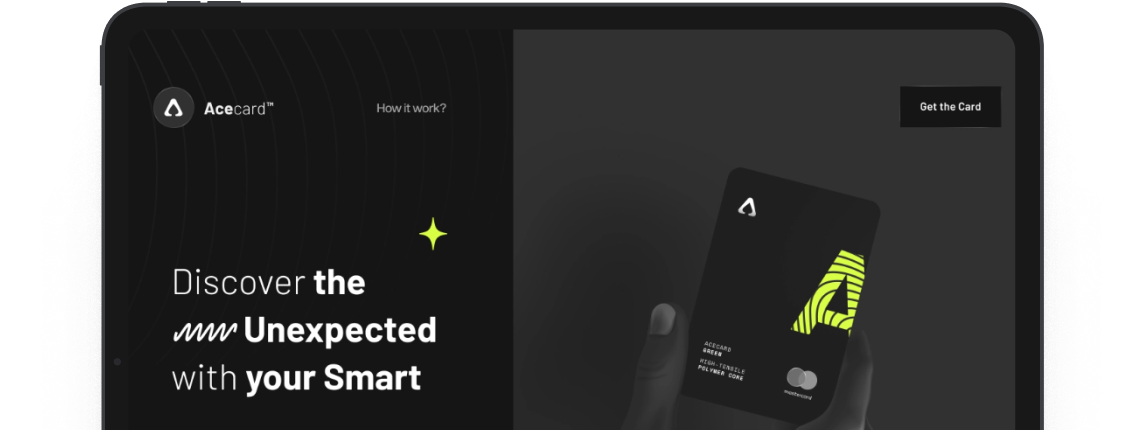 Acecard™
How it work?
Get the Card
Discover the
Unexpected
with your Smart
ACECARD
GREEN
HIGH-TENSILE
POLYMER CORE
mastercard